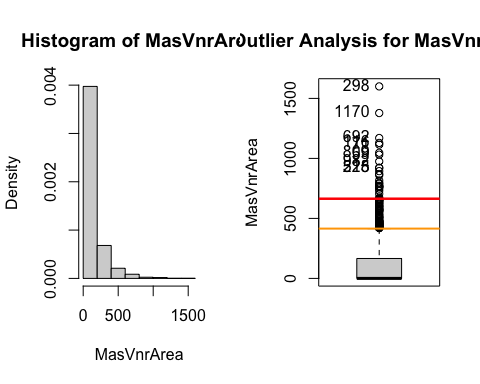 Histogram of MasVnrAr
Outlier Analysis for MasVnr
Density
0.000
0.002
0.004
0
500
1500
MasVnrArea
MasVnrArea
0
500
1000
1500
298
1170
692